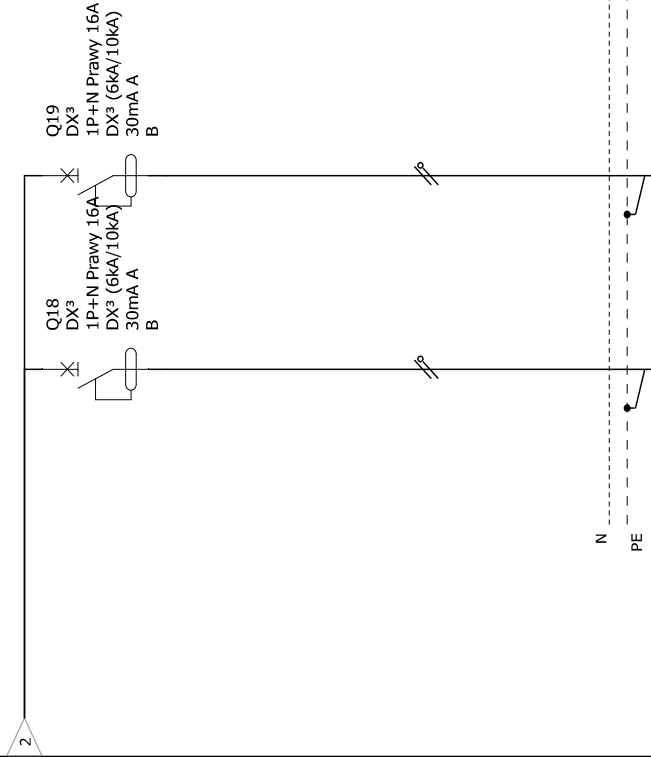 Q19
DX³
1P+N Prawy 16A
DX³ (6kA/10kA)
30mA A
B
Q18
DX³
1P+N Prawy 16A
DX³ (6kA/10kA)
30mA A
B
N
PE
2